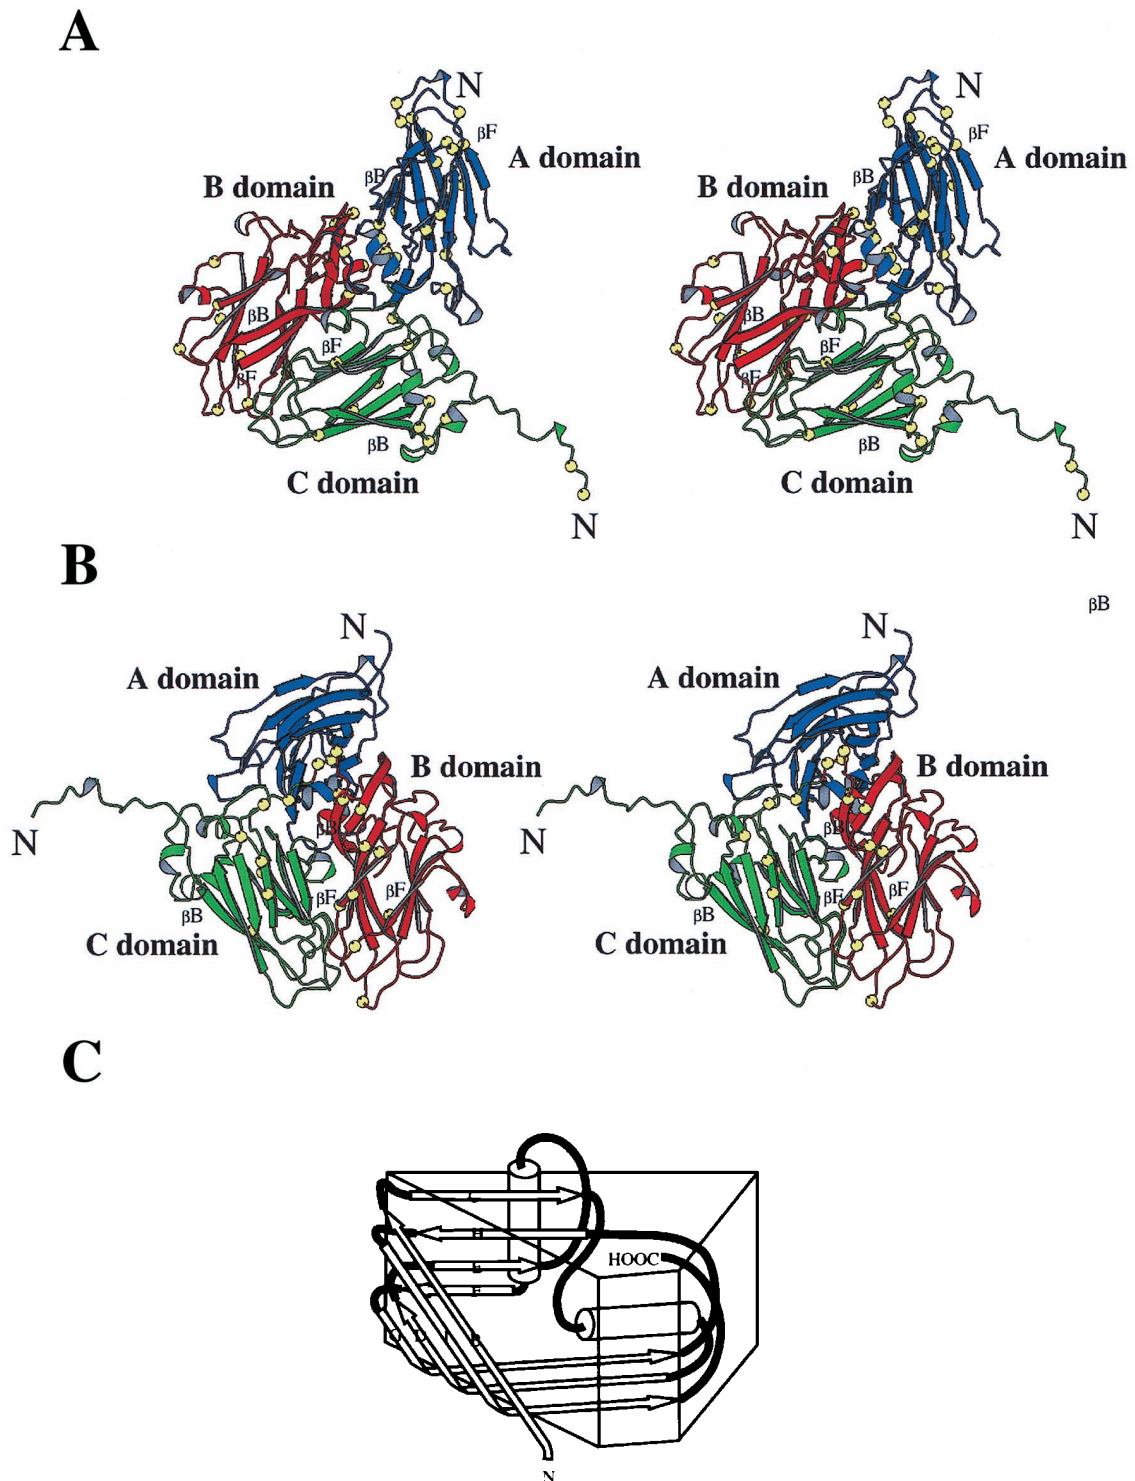 A
N N
βF βF
A domain A domain
βB βB
B domain B domain
βB βB
βF βF
βF βF
βB βB
C domain C domain
N N
B
βB
N N
A domain A domain
B domain B domain
N N
βB βB
βF βF βF βF
βB βB
C domain C domain
C
H
HOOC
N